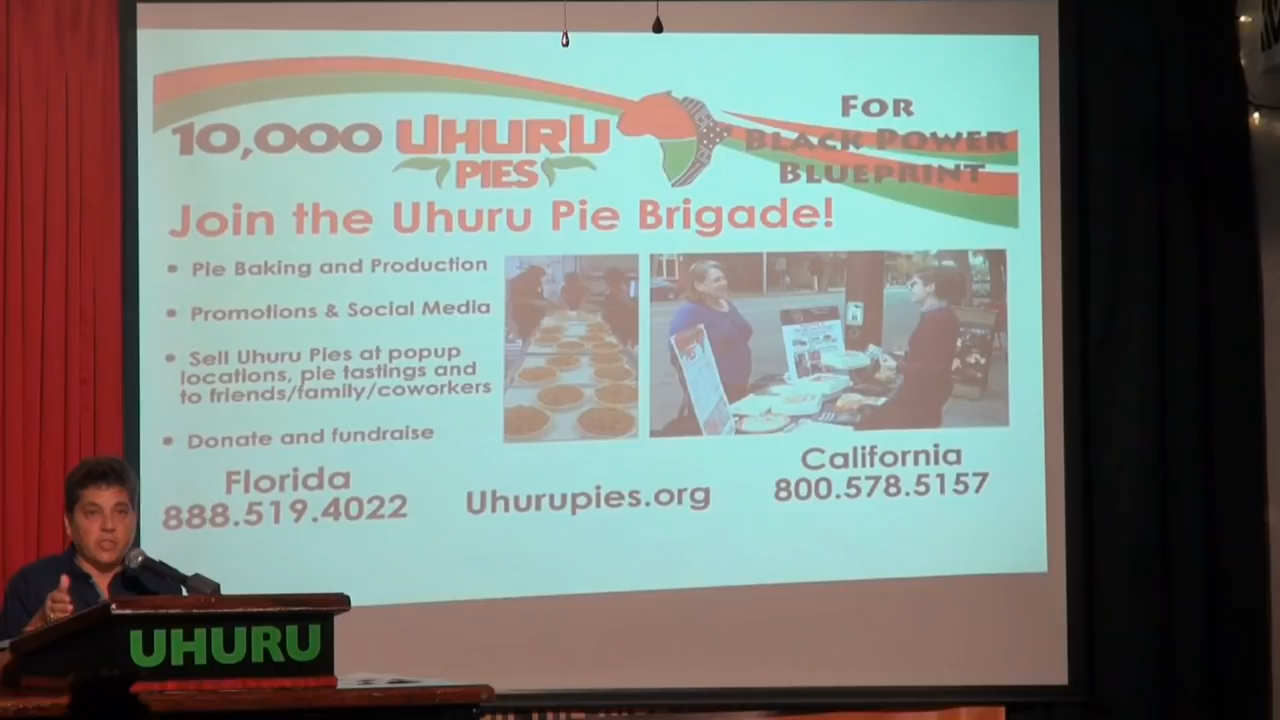 10,000 UHURU
PIES
FOR
BLACK POWER
BLUEPRINT
Join the Uhuru Pie Brigade!
• Pie Baking and Production
• Promotions & Social Media
• Sell Uhuru Pies at popup
locations, pie tastings and
to friends/family/coworkers
• Donate and fundraise
Florida
888.519.4022
Uhurupies.org
California
800.578.5157
UHURU